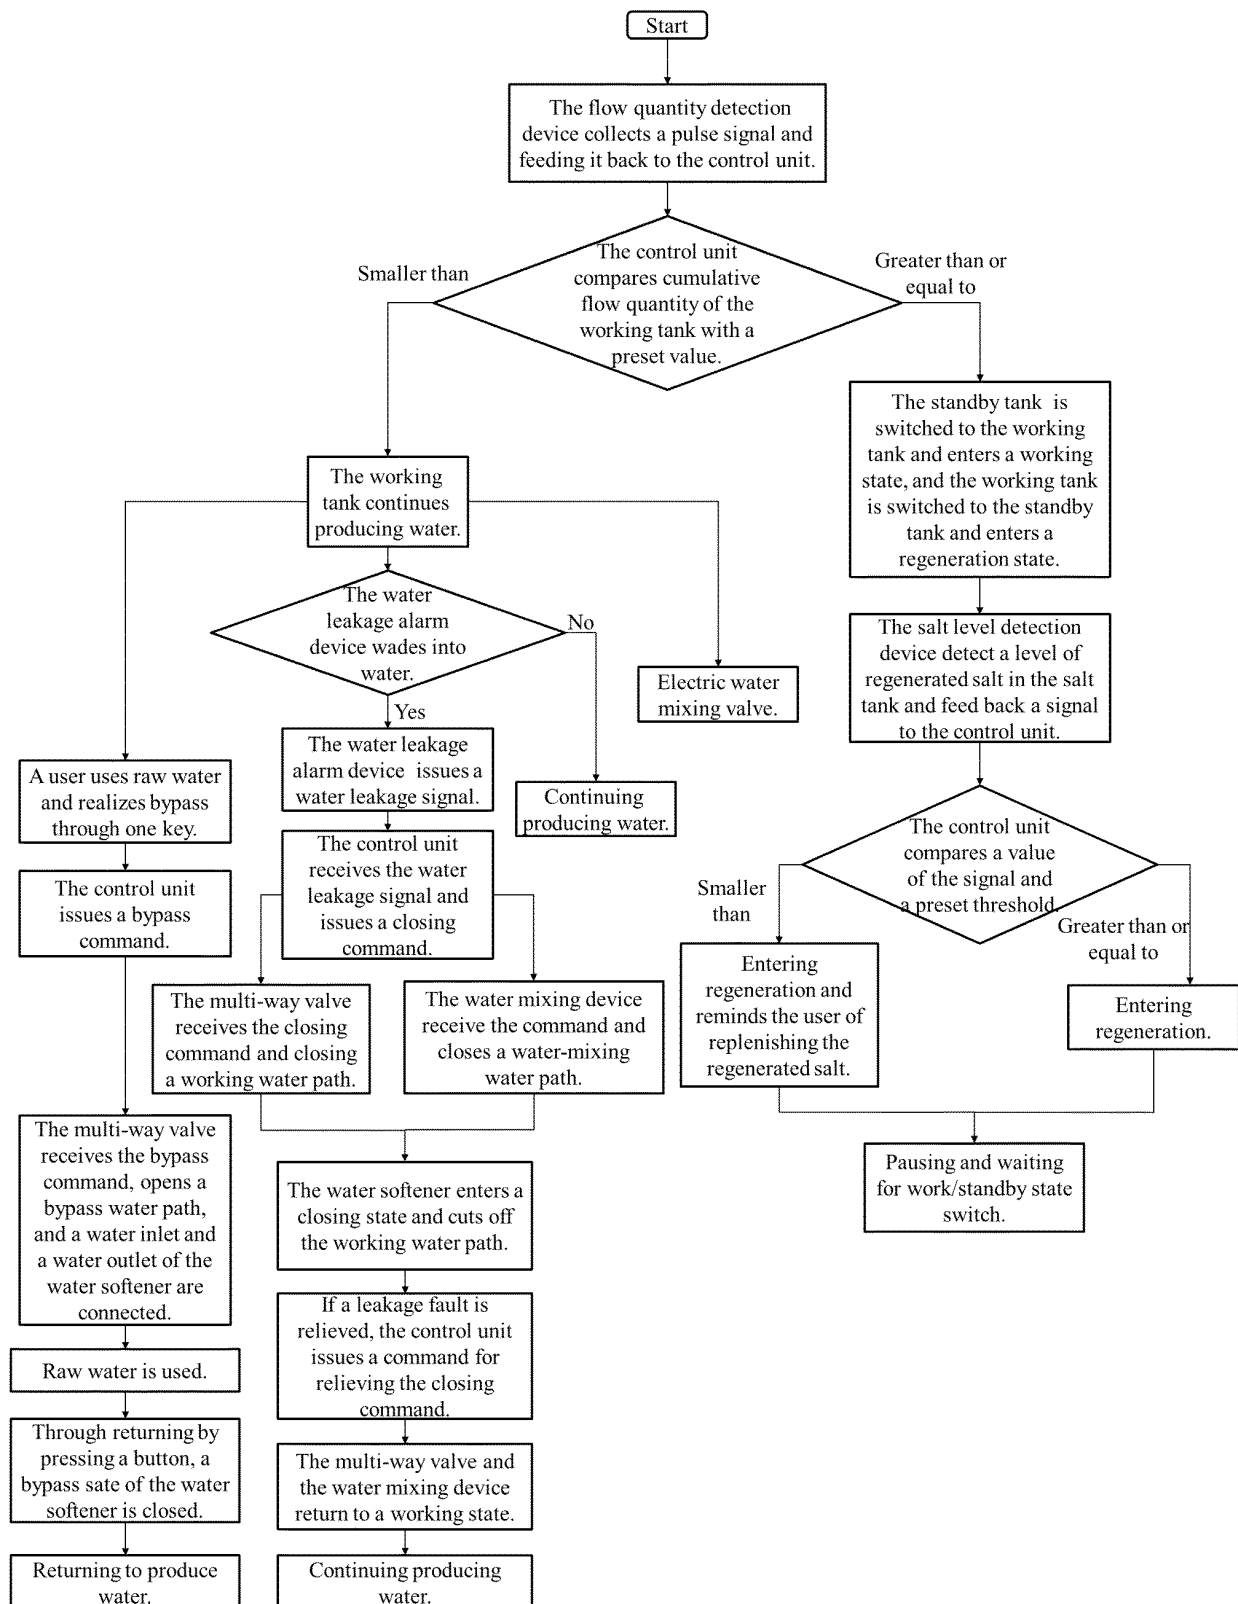 Start
The flow quantity detection
device collects a pulse signal and
feeding it back to the control unit.
The control unit
compares cumulative
flow quantity of the
working tank with a
preset value.
Smaller than
Greater than or
equal to
The standby tank is
switched to the working
tank and enters a working
state, and the working tank
is switched to the standby
tank and enters a
regeneration state.
The working
tank continues
producing water.
The water
leakage alarm
device wades into
water.
No
Yes
Electric water
mixing valve.
The salt level detection
device detect a level of
regenerated salt in the salt
tank and feed back a signal
to the control unit.
A user uses raw water
and realizes bypass
through one key.
The water leakage
alarm device issues a
water leakage signal.
Continuing
producing water.
The control unit
compares a value
of the signal and
a preset threshold.
Smaller
than
Greater than or
equal to
The control unit
issues a bypass
command.
The control unit
receives the water
leakage signal and
issues a closing
command.
Entering
regeneration and
reminds the user of
replenishing the
regenerated salt.
Entering
regeneration.
The multi-way valve
receives the closing
command and closing
a working water path.
The water mixing device
receive the command and
closes a water-mixing
water path.
Pausing and waiting
for work/standby state
switch.
The multi-way valve
receives the bypass
command, opens a
bypass water path,
and a water inlet and
a water outlet of the
water softener are
connected.
The water softener enters a
closing state and cuts off
the working water path.
If a leakage fault is
relieved, the control unit
issues a command for
relieving the closing
command.
Raw water is used.
Through returning by
pressing a button, a
bypass sate of the water
softener is closed.
The multi-way valve and
the water mixing device
return to a working state.
Returning to produce
water.
Continuing producing
water.